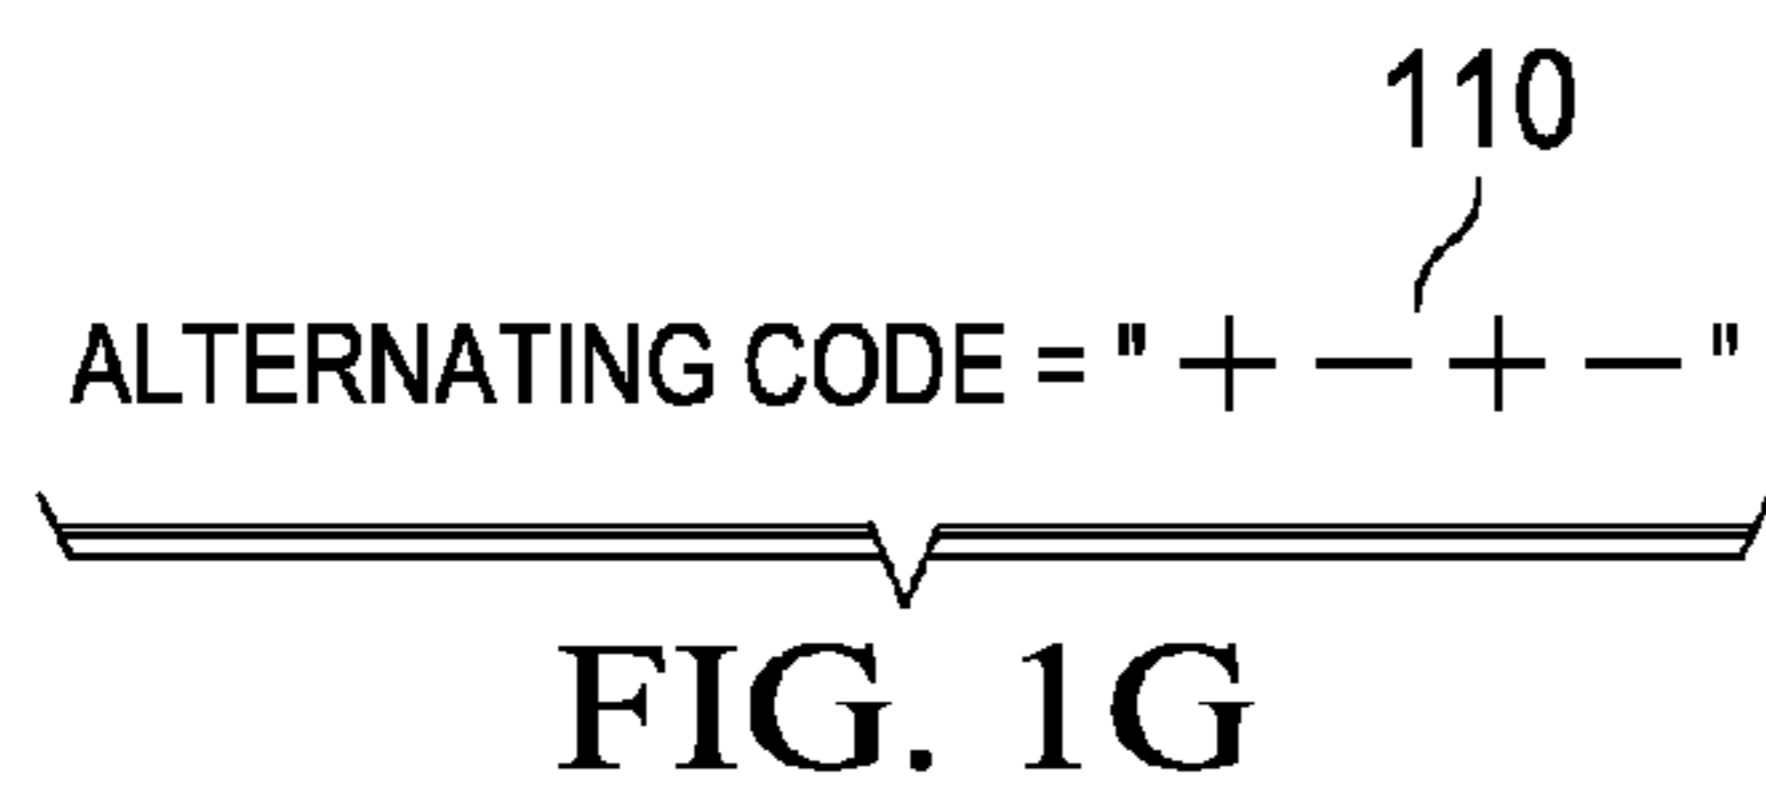 110
ALTERNATING CODE = "+ – + –"
FIG. 1G